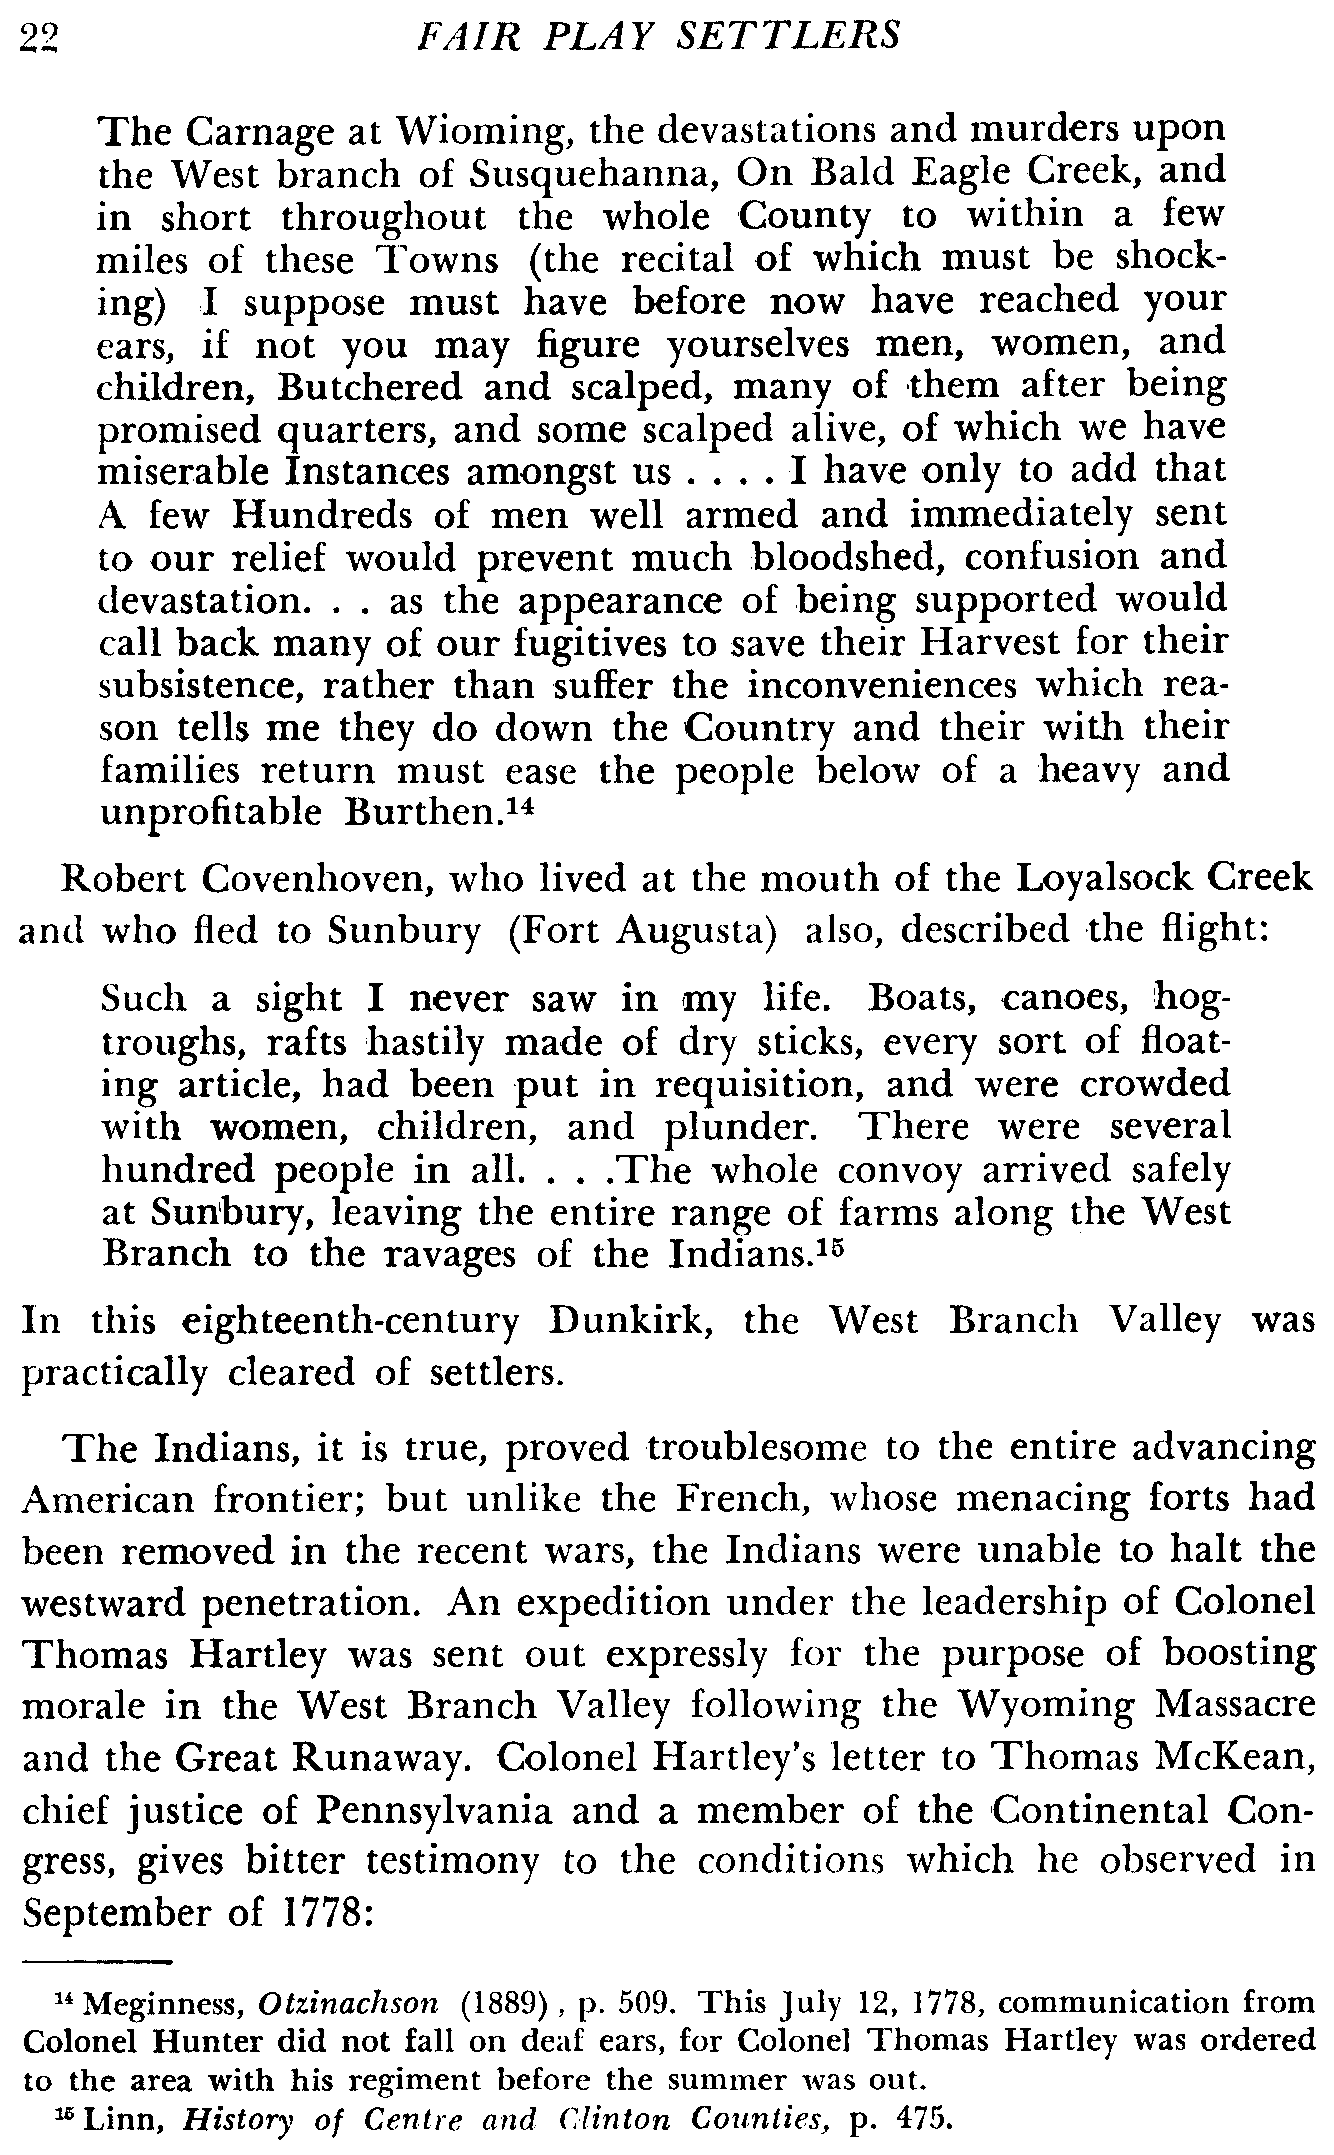 22 FAIR PLAY SETTLERS
The Carnage at Wioming, the devastations and murders upon
the West branch of Susquehanna, On Bald Eagle Creek, and
in short throughout the whole County to within a few
miles of these Towns (the recital of which must be shock-
ing) I suppose must have before now have reached your
ears, if not you may figure yourselves men, women, and
children, Butchered and scalped, many of them after being
promised quarters, and some scalped alive, of which we have
miserable Instances amongst us . . . . I have only to add that
A few Hundreds of men well armed and immediately sent
to our relief would prevent much bloodshed, confusion and
devastation. . . as the appearance of being supported would
call back many of our fugitives to save their Harvest for their
subsistence, rather than suffer the inconveniences which rea-
son tells me they do down the Country and their with their
families return must ease the people below of a heavy and
unprofitable Burthen.¹⁴
Robert Covenhoven, who lived at the mouth of the Loyalsock Creek
and who fled to Sunbury (Fort Augusta) also, described the flight:
Such a sight I never saw in my life. Boats, canoes, hog-
troughs, rafts hastily made of dry sticks, every sort of float-
ing article, had been put in requisition, and were crowded
with women, children, and plunder. There were several
hundred people in all. . . .The whole convoy arrived safely
at Sunbury, leaving the entire range of farms along the West
Branch to the ravages of the Indians.¹⁵
In this eighteenth-century Dunkirk, the West Branch Valley was
practically cleared of settlers.
The Indians, it is true, proved troublesome to the entire advancing
American frontier; but unlike the French, whose menacing forts had
been removed in the recent wars, the Indians were unable to halt the
westward penetration. An expedition under the leadership of Colonel
Thomas Hartley was sent out expressly for the purpose of boosting
morale in the West Branch Valley following the Wyoming Massacre
and the Great Runaway. Colonel Hartley's letter to Thomas McKean,
chief justice of Pennsylvania and a member of the Continental Con-
gress, gives bitter testimony to the conditions which he observed in
September of 1778:
¹⁴ Meginness, Otzinachson (1889), p. 509. This July 12, 1778, communication from
Colonel Hunter did not fall on deaf ears, for Colonel Thomas Hartley was ordered
to the area with his regiment before the summer was out.
¹⁵ Linn, History of Centre and Clinton Counties, p. 475.